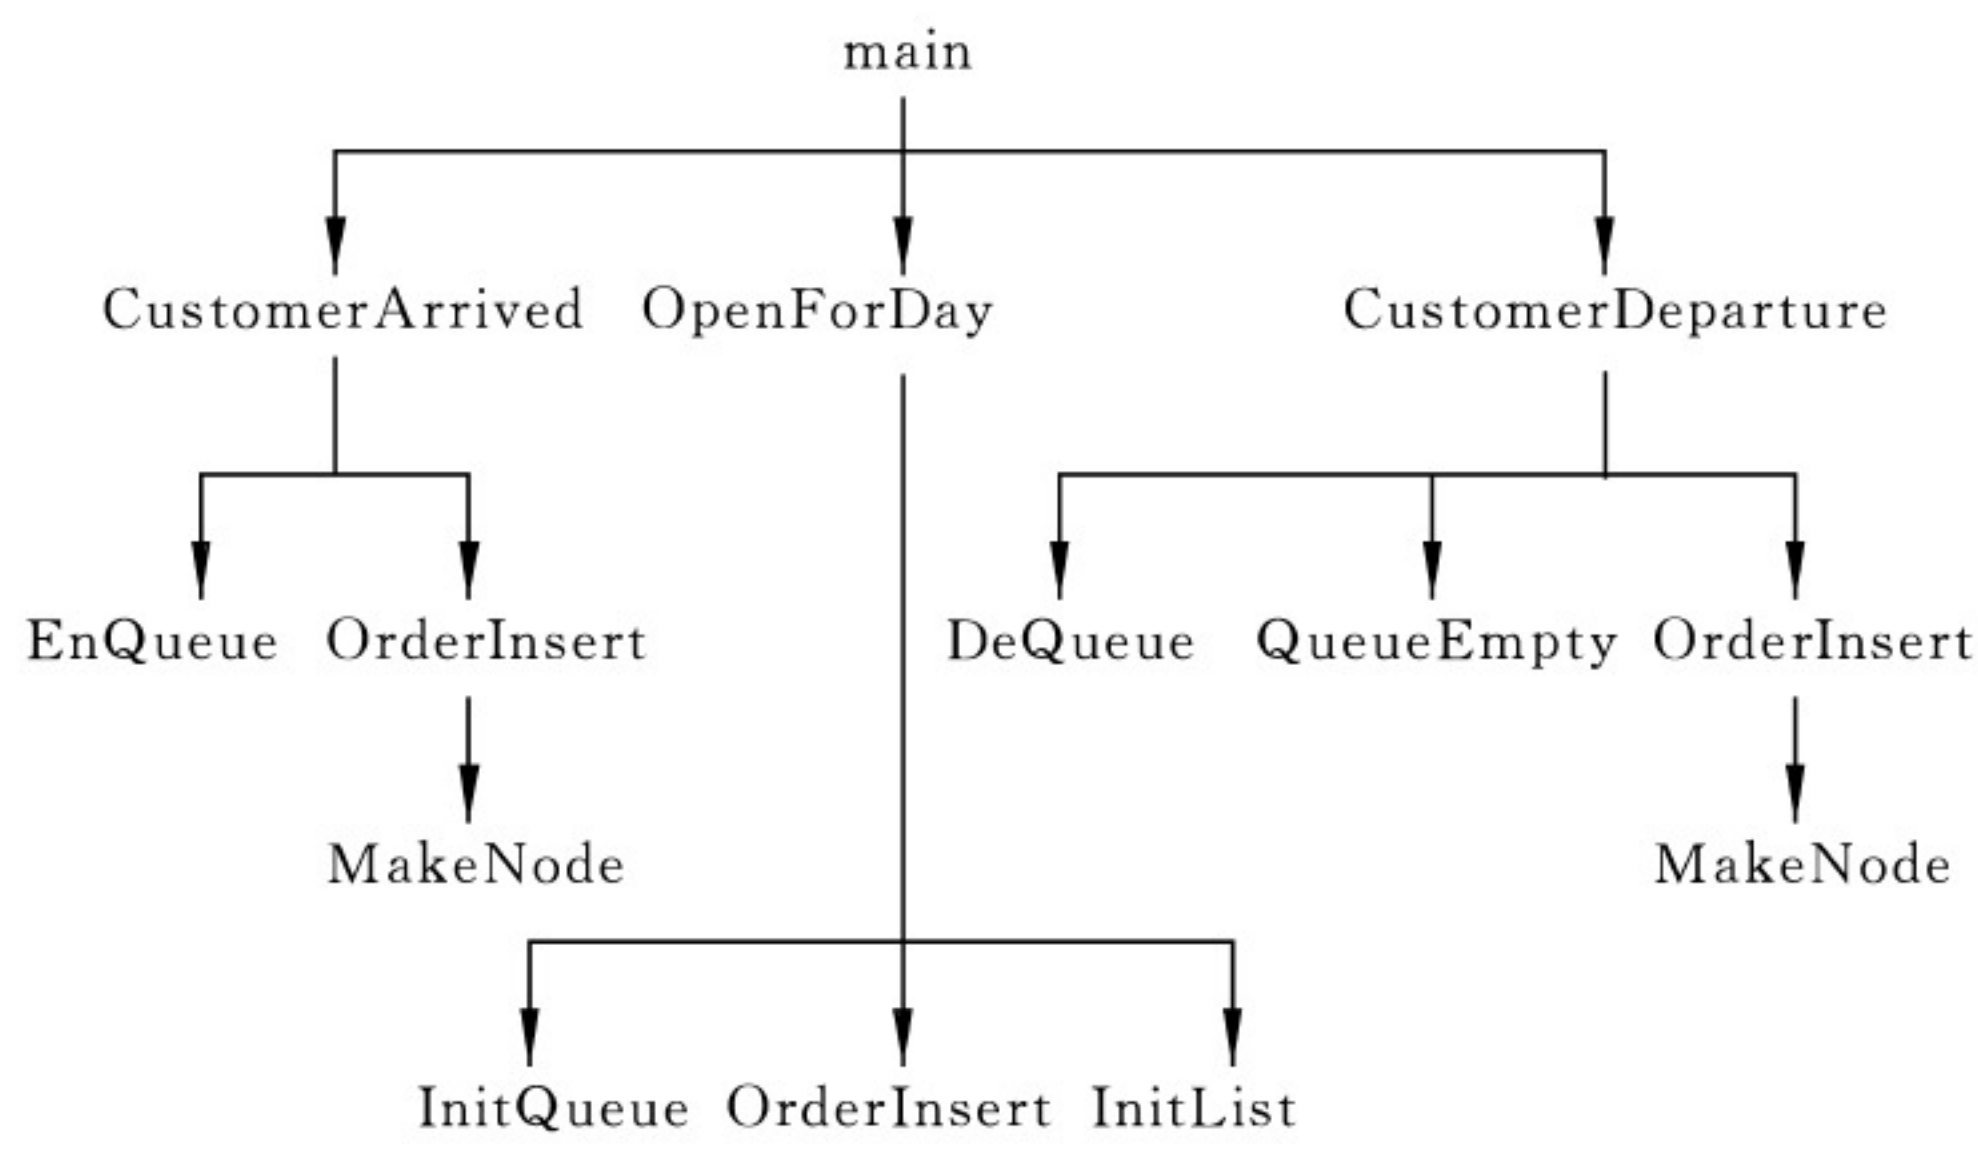 main
CustomerArrived OpenForDay CustomerDeparture
EnQueue OrderInsert DeQueue QueueEmpty OrderInsert
MakeNode MakeNode
InitQueue OrderInsert InitList